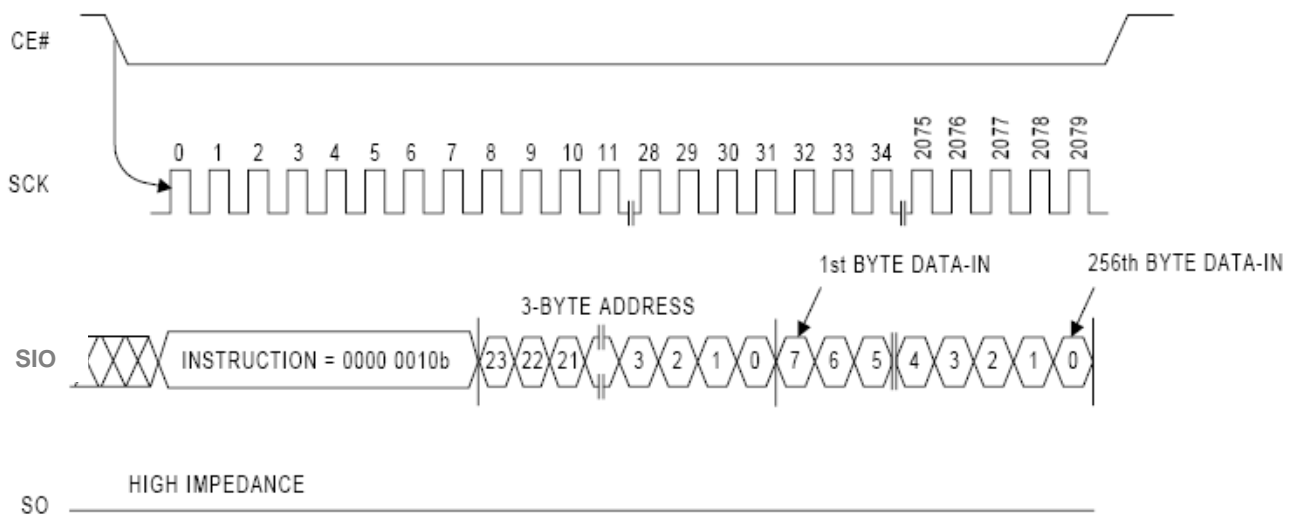 CE#
SCK
0 1 2 3 4 5 6 7 8 9 10 11 28 29 30 31 32 33 34 2075 2076 2077 2078 2079
1st BYTE DATA-IN 256th BYTE DATA-IN
3-BYTE ADDRESS
SIO INSTRUCTION = 0000 0010b 23 22 21 3 2 1 0 7 6 5 4 3 2 1 0
HIGH IMPEDANCE
SO